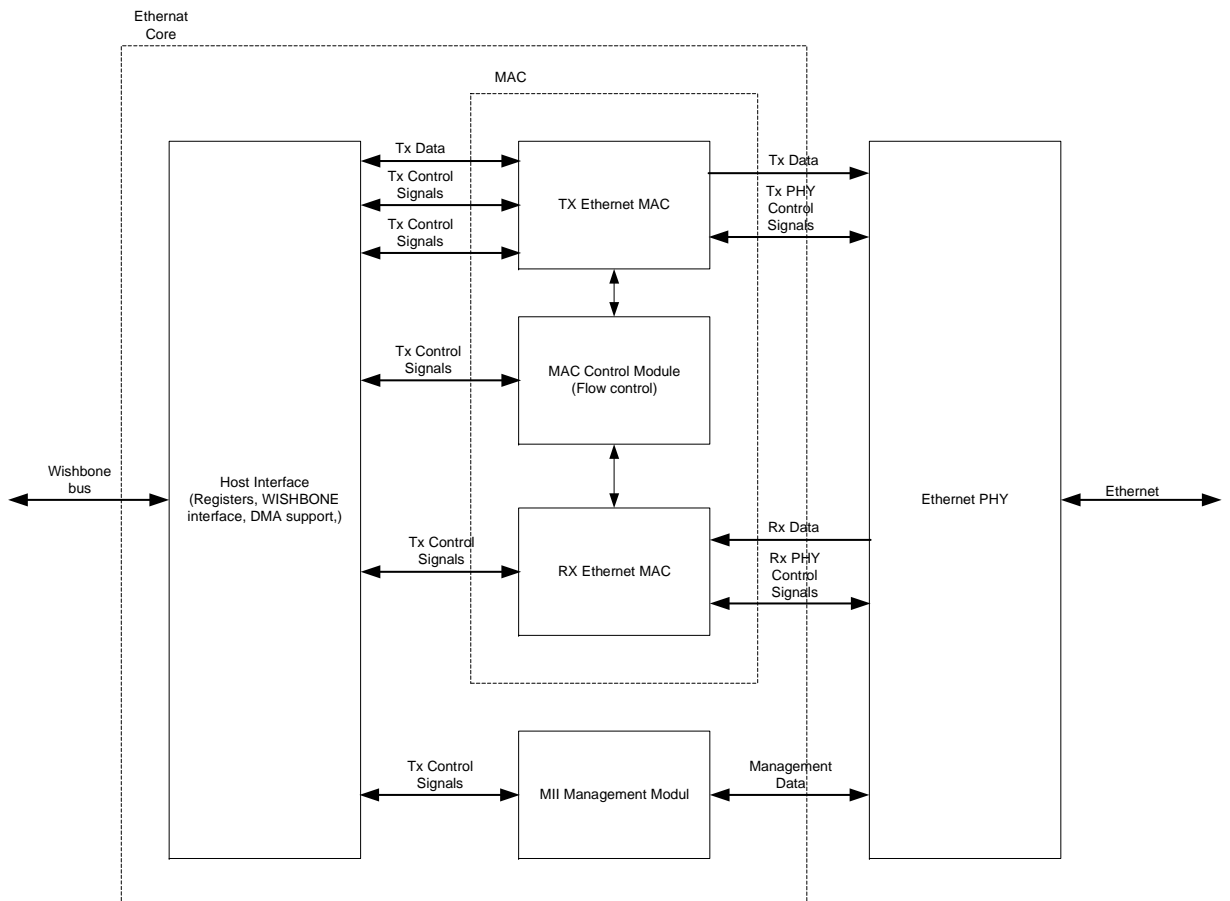 Ethernat
Core
MAC
Tx Data
Tx Control
Signals
Tx Control
Signals
TX Ethernet MAC
Tx Data
Tx PHY
Control
Signals
Tx Control
Signals
MAC Control Module
(Flow control)
Wishbone
bus
Host Interface
(Registers, WISHBONE
interface, DMA support,)
Ethernet PHY
Ethernet
Tx Control
Signals
RX Ethernet MAC
Rx Data
Rx PHY
Control
Signals
Tx Control
Signals
MII Management Modul
Management
Data